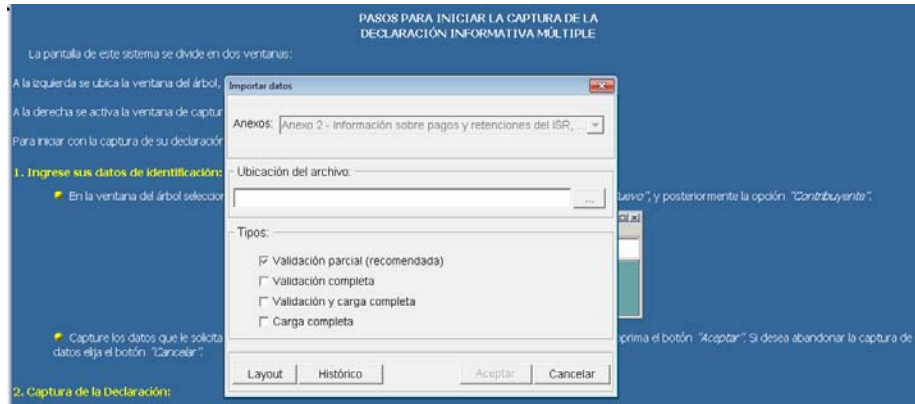 PASOS PARA INICIAR LA CAPTURA DE LA
DECLARACIÓN INFORMATIVA MÚLTIPLE
La pantalla de este sistema se divide en dos ventanas:
A la izquierda se ubica la ventana del árbol,
A la derecha se activa la ventana de captur
Para iniciar con la captura de su declaración
1. Ingrese sus datos de identificación:
En la ventana del árbol seleccion
uevo", y posteriormente la opción "Contribuyente".
Importar datos
Anexos: Anexo 2 - Información sobre pagos y retenciones del ISR, ...
Ubicación del archivo:
...
Tipos:
Validación parcial (recomendada)
Validación completa
Validación y carga completa
Carga completa
Layout Histórico Aceptar Cancelar
Capture los datos que le solicita
oprima el botón "Aceptar". Si desea abandonar la captura de
datos elija el botón "Cancelar".
2. Captura de la Declaración: